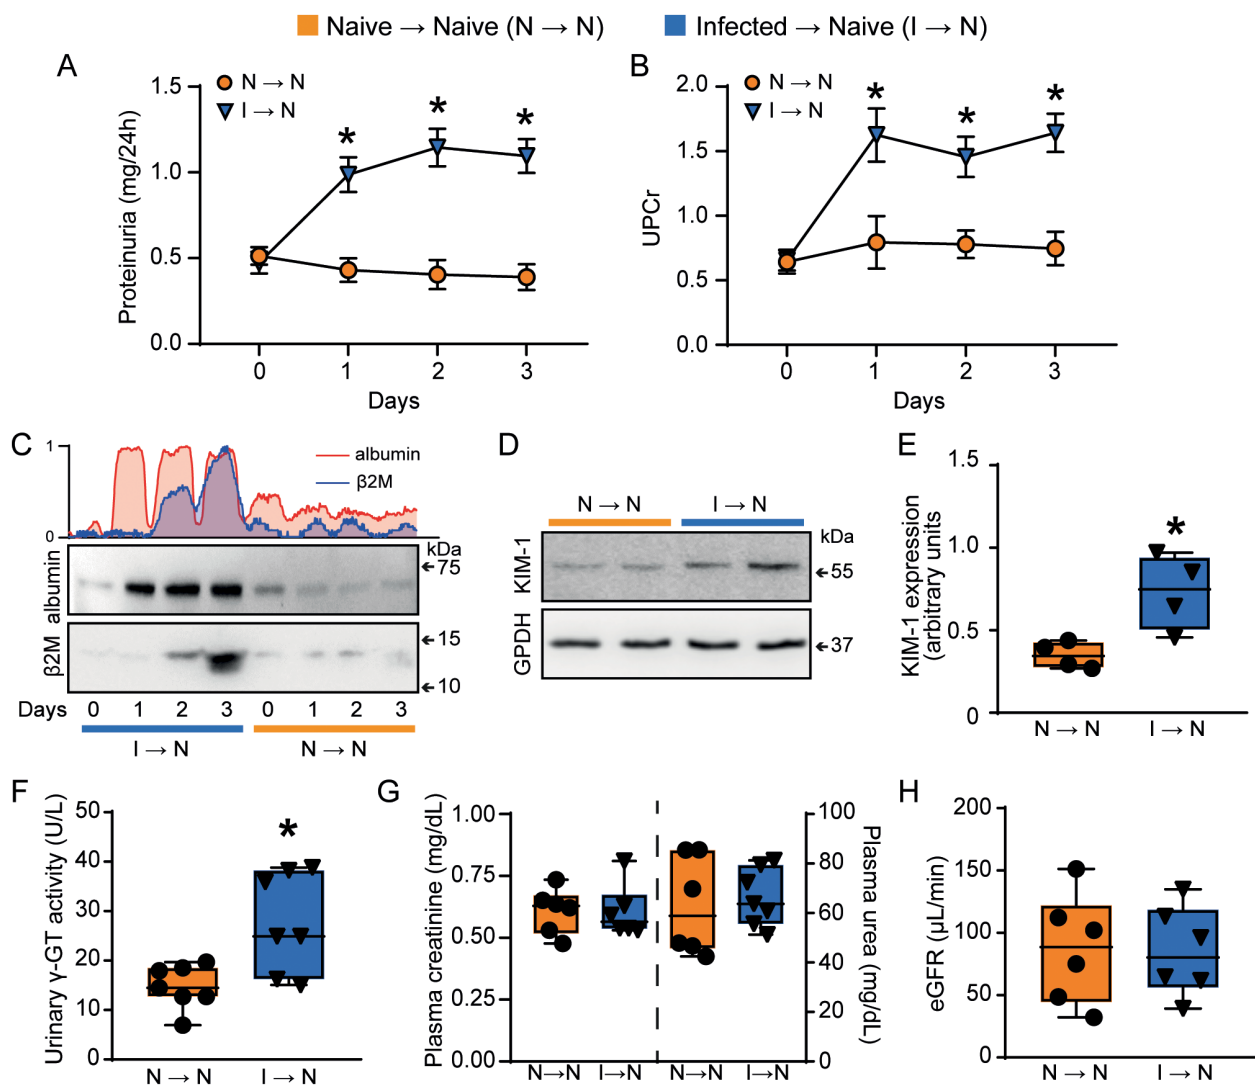 Naive → Naive (N → N)
Infected → Naive (I → N)
A
N → N
I → N
Proteinuria (mg/24h)
1.5
1.0
0.5
0.0
* * *
0 1 2 3
Days
B
N → N
I → N
UPCr
2.0
1.5
1.0
0.5
0.0
* * *
0 1 2 3
Days
C
1
0
albumin
β2M
kDa
albumin
←75
β2M
←15
←10
Days 0 1 2 3 0 1 2 3
I → N N → N
D
N → N I → N
kDa
KIM-1
←55
GPDH
←37
E
KIM-1 expression
(arbitrary units
1.5
1.0
0.5
0
*
N → N I → N
F
Urinary γ-GT activity (U/L)
50
40
30
20
10
0
*
N → N I → N
G
Plasma creatinine (mg/dL)
1.00
0.75
0.50
0.25
0.00
100
80
60
40
20
0
Plasma urea (mg/dL)
N→N I→N N→N I→N
H
eGFR (µL/min)
200
150
100
50
0
N → N I → N